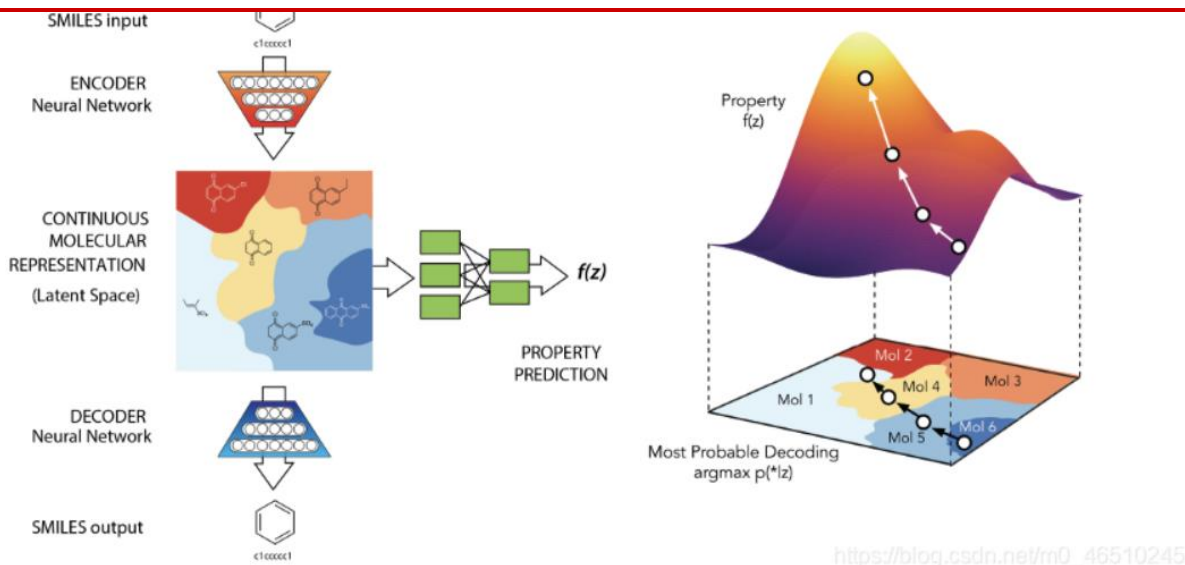 SMILES input
c1ccccc1
ENCODER
Neural Network
CONTINUOUS
MOLECULAR
REPRESENTATION
(Latent Space)
f(z)
PROPERTY
PREDICTION
DECODER
Neural Network
SMILES output
c1ccccc1
Property
f(z)
Mol 1
Mol 2
Mol 3
Mol 4
Mol 5
Mol 6
Most Probable Decoding
argmax p(*|z)
https://blog.csdn.net/m0_46510245